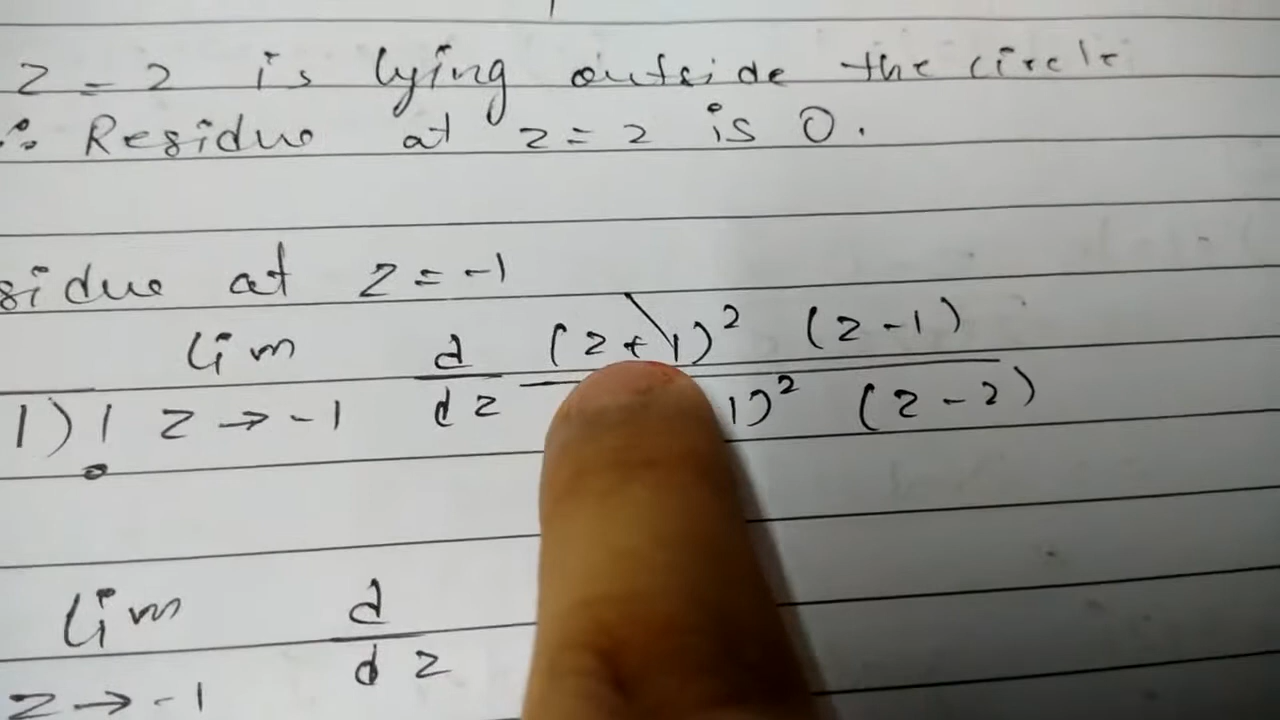 z = 2 is lying outside the circle
∴ Residue at z = 2 is 0.
sidue at z = -1
lim d (z+1)² (z-1)
1)! z → -1 dz 1)² (z-2)
lim d
z → -1 dz